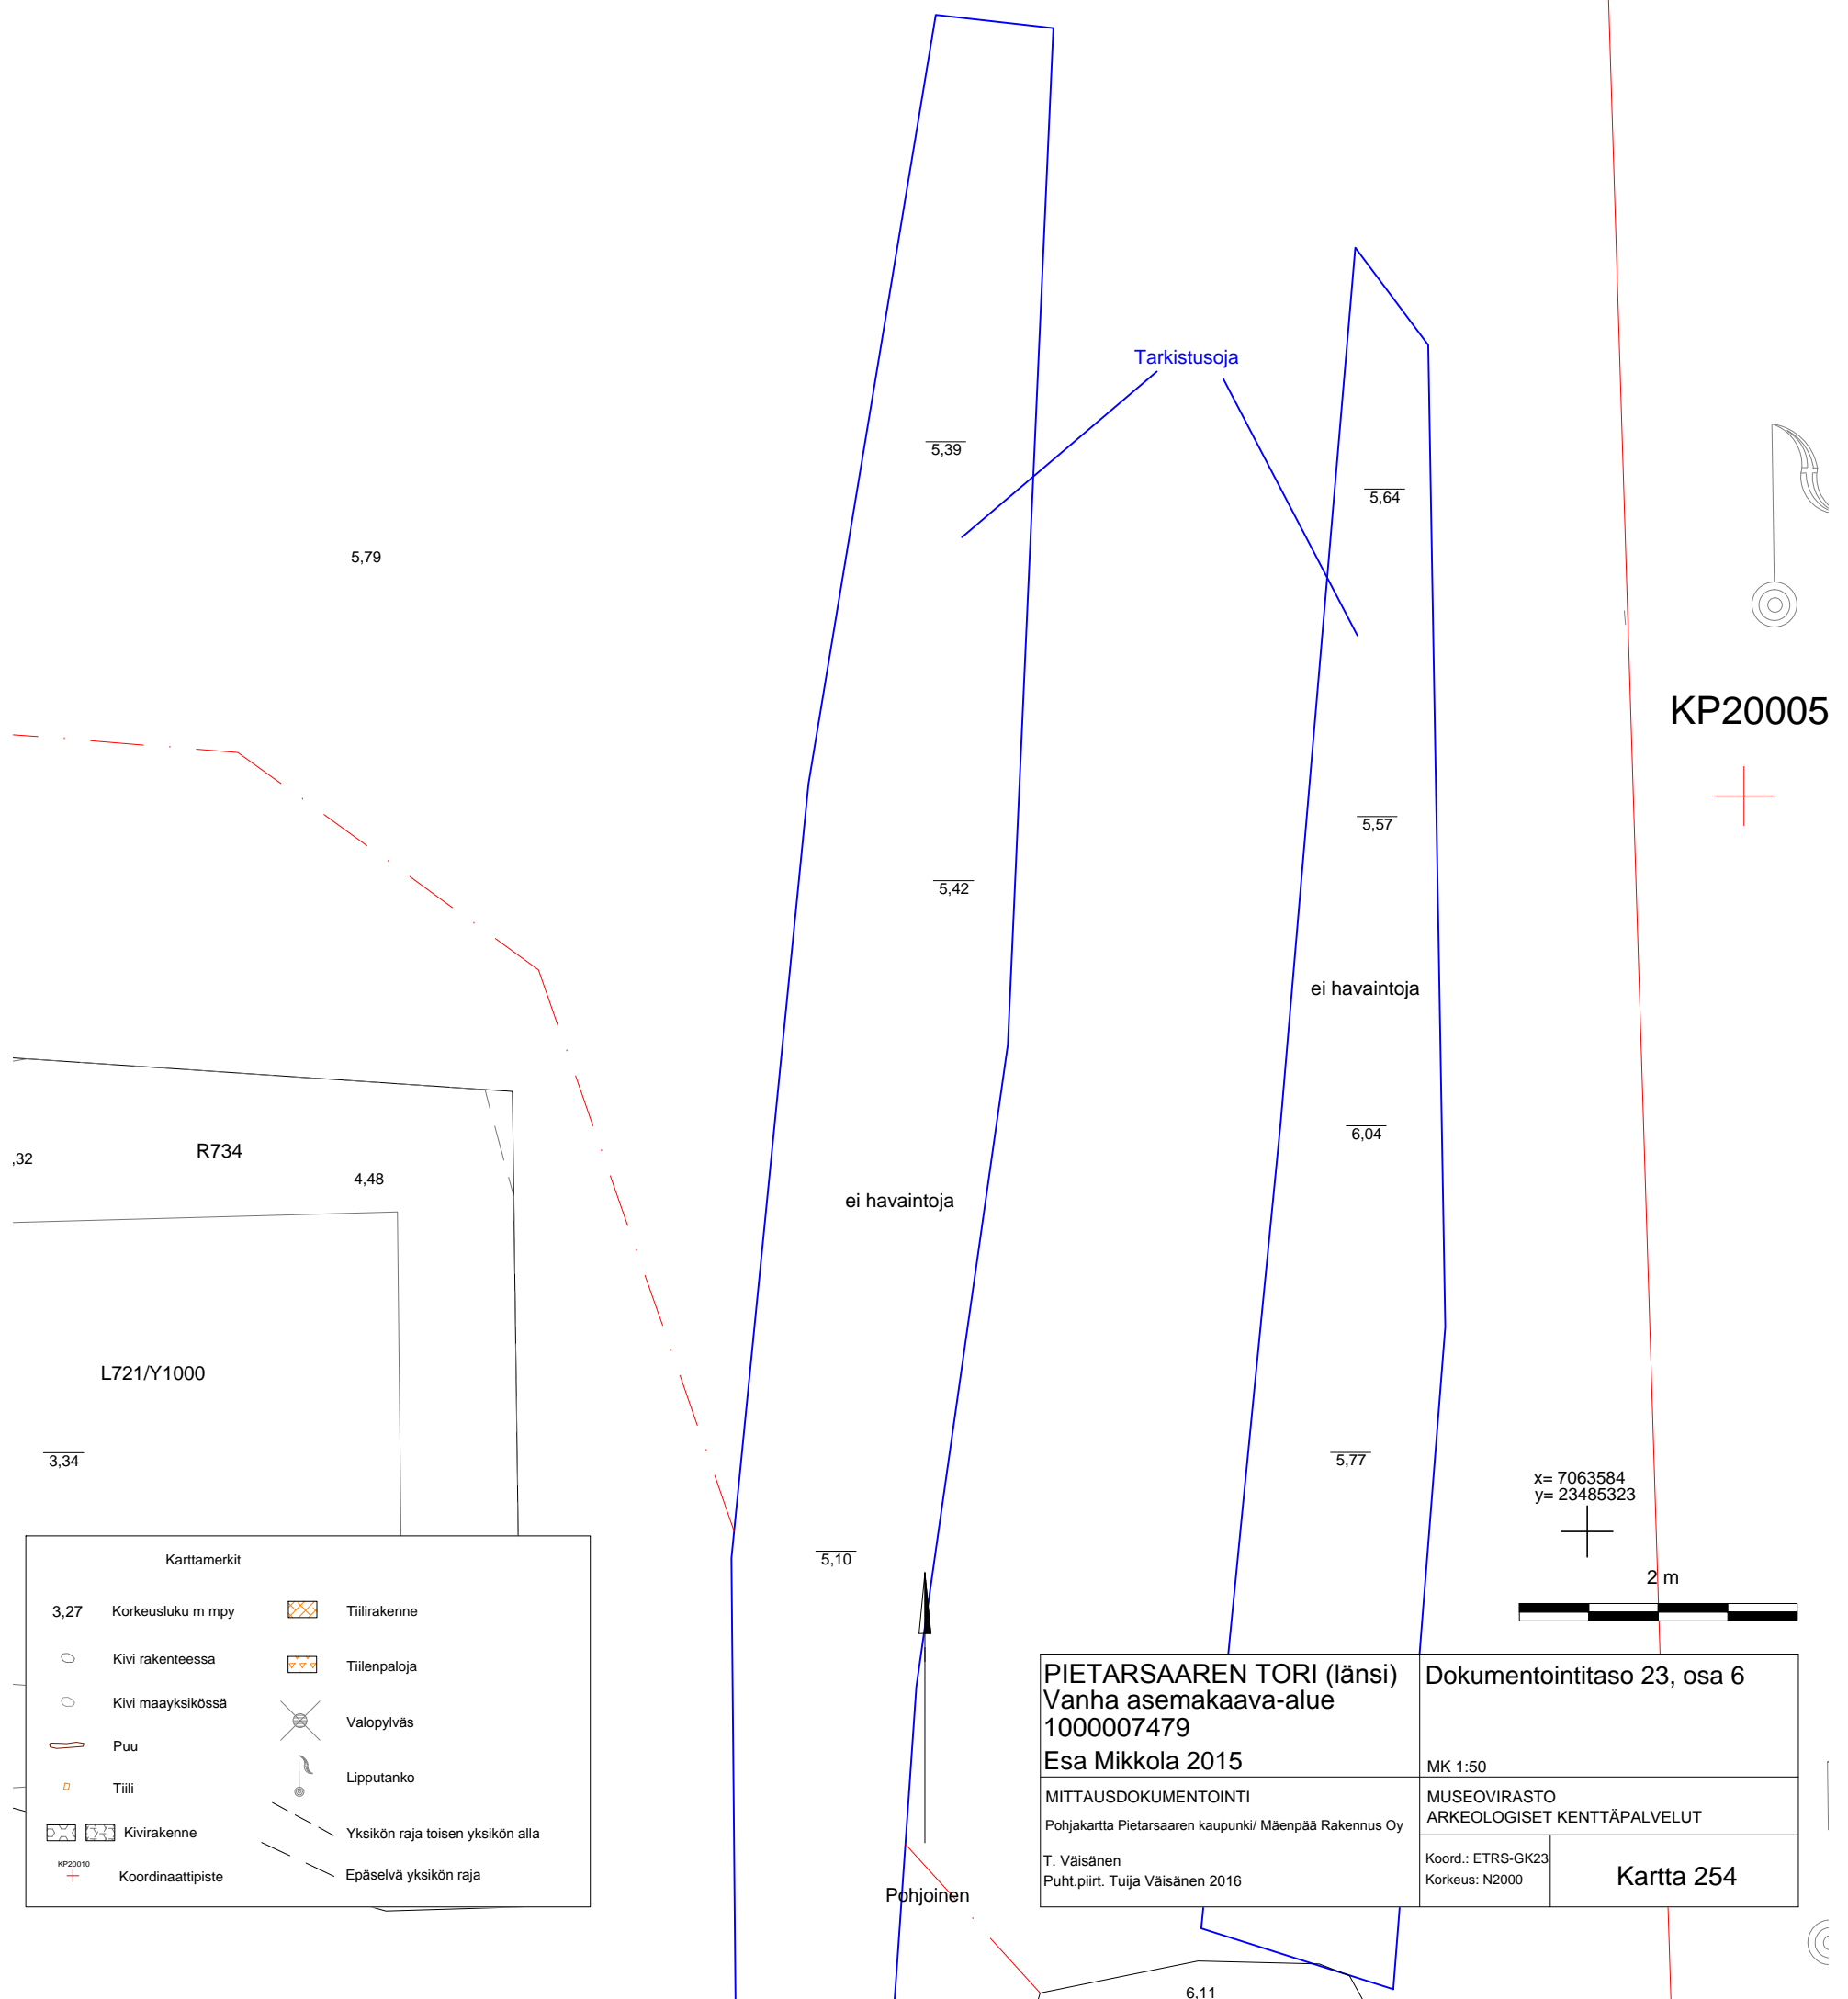 Tarkistusoja
5,39
5,64
5,79
KP20005
5,57
5,42
ei havaintoja
6,04
R734
,32
4,48
ei havaintoja
L721/Y1000
3,34
5,77
x= 7063584
y= 23485323
5,10
2 m
Karttamerkit
3,27 Korkeusluku m mpy
Kivi rakenteessa
Kivi maayksikössä
Puu
Tiili
Kivirakenne
KP20010
Koordinaattipiste
Tiilirakenne
Tiilenpaloja
Valopylväs
Lipputanko
Yksikön raja toisen yksikön alla
Epäselvä yksikön raja
Pohjoinen
PIETARSAAREN TORI (länsi)
Vanha asemakaava-alue
1000007479
Esa Mikkola 2015
Dokumentointitaso 23, osa 6
MK 1:50
MITTAUSDOKUMENTOINTI
Pohjakartta Pietarsaaren kaupunki/ Mäenpää Rakennus Oy
T. Väisänen
Puht.piirt. Tuija Väisänen 2016
MUSEOVIRASTO
ARKEOLOGISET KENTTÄPALVELUT
Koord.: ETRS-GK23
Korkeus: N2000
Kartta 254
6,11